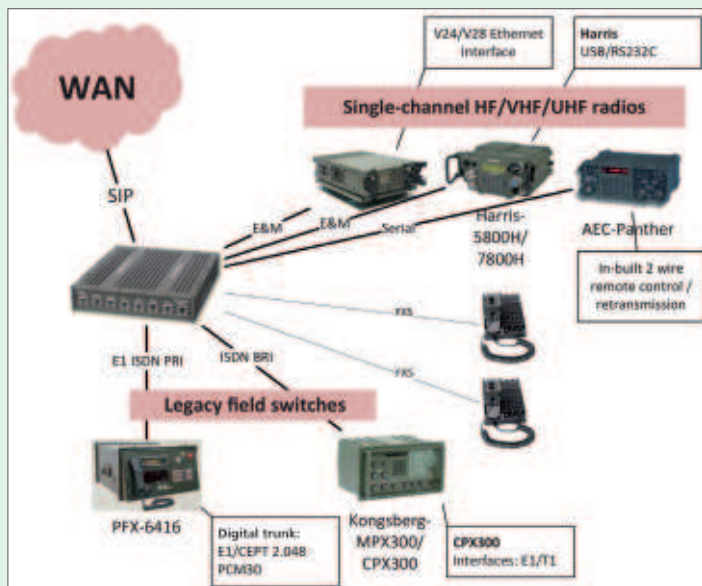 V24/V28 Ethernet
interface
Harris
USB/RS232C
WAN
Single-channel HF/VHF/UHF radios
SIP
E&M
E&M
Serial
Harris-
5800H/
7800H
AEC-Panther
In-built 2 wire
remote control /
retransmission
FXS
FXS
E1 ISDN PRI
ISDN BRI
Legacy field switches
PFX-6416
Digital trunk:
E1/CEPT 2.048
PCM30
Kongsberg-
MPX300/
CPX300
CPX300
Interfaces: E1/T1